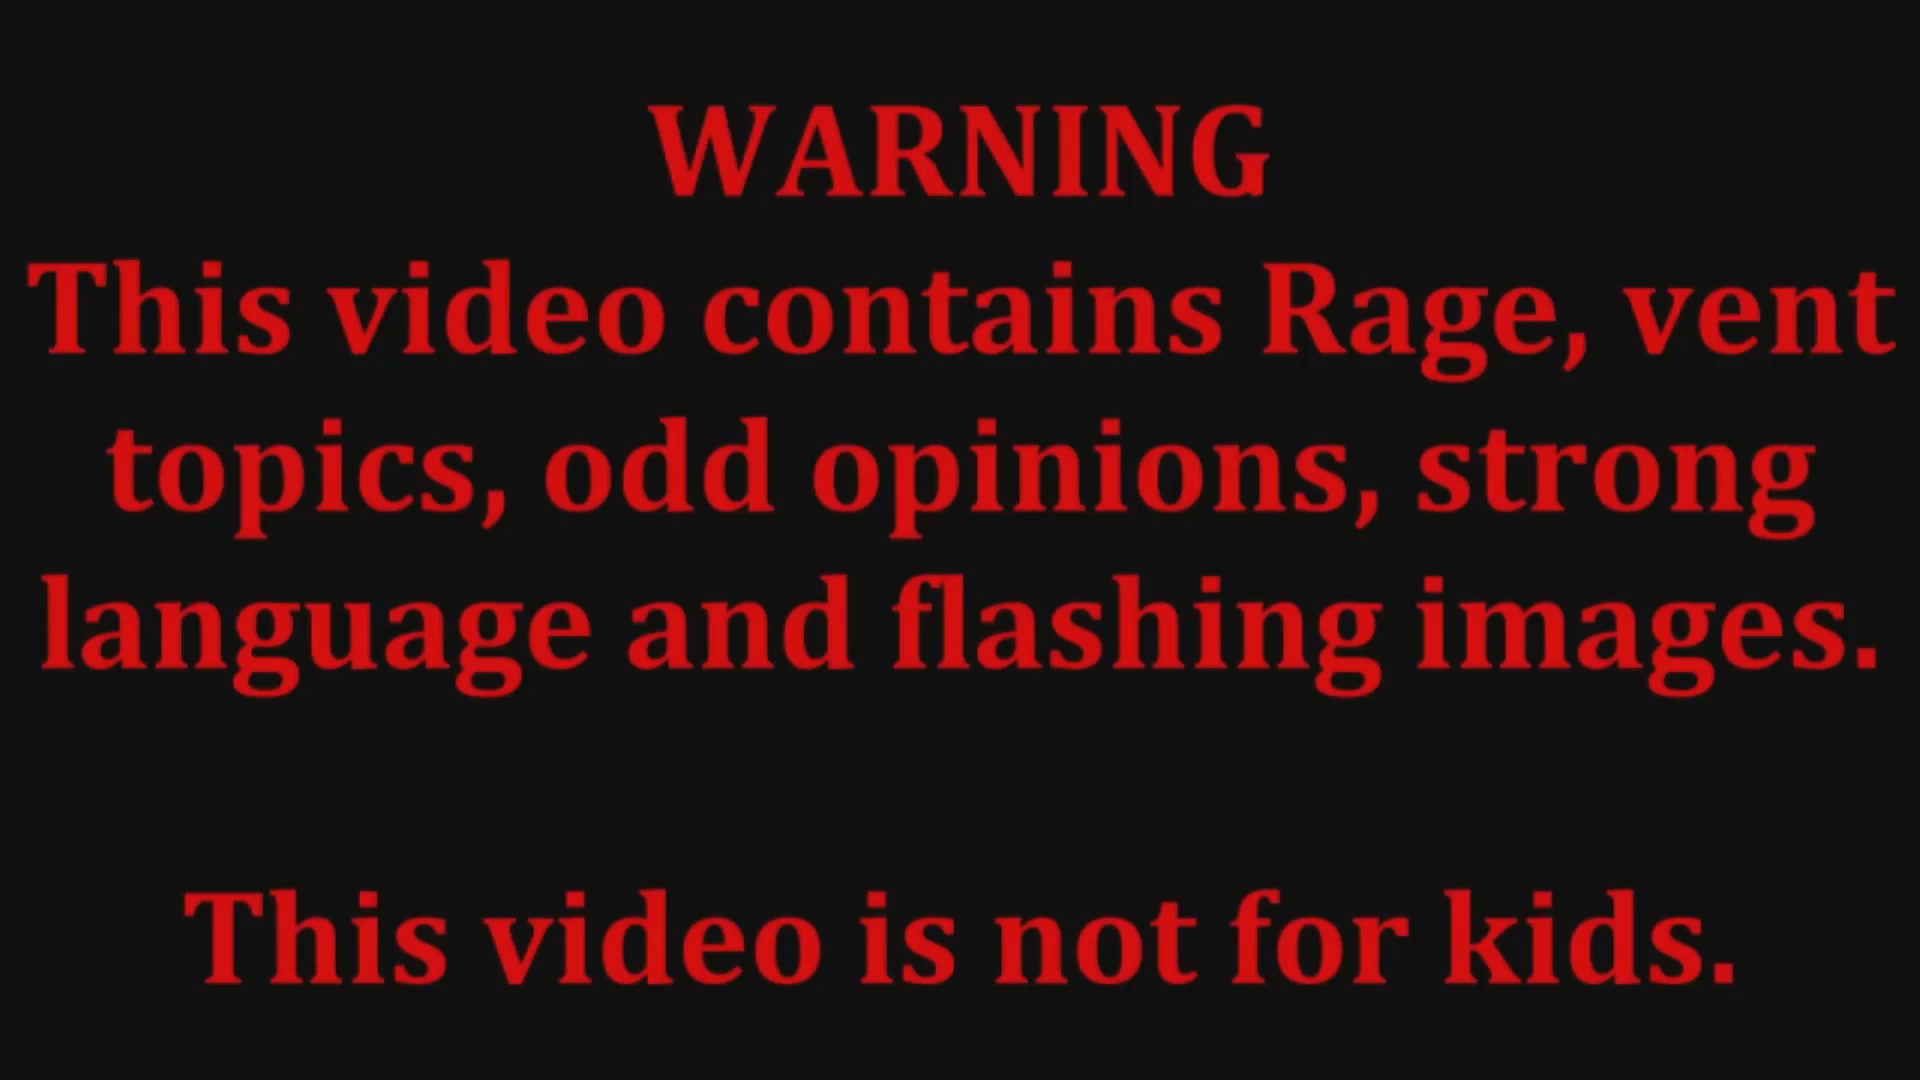 WARNING
This video contains Rage, vent
topics, odd opinions, strong
language and flashing images.
This video is not for kids.